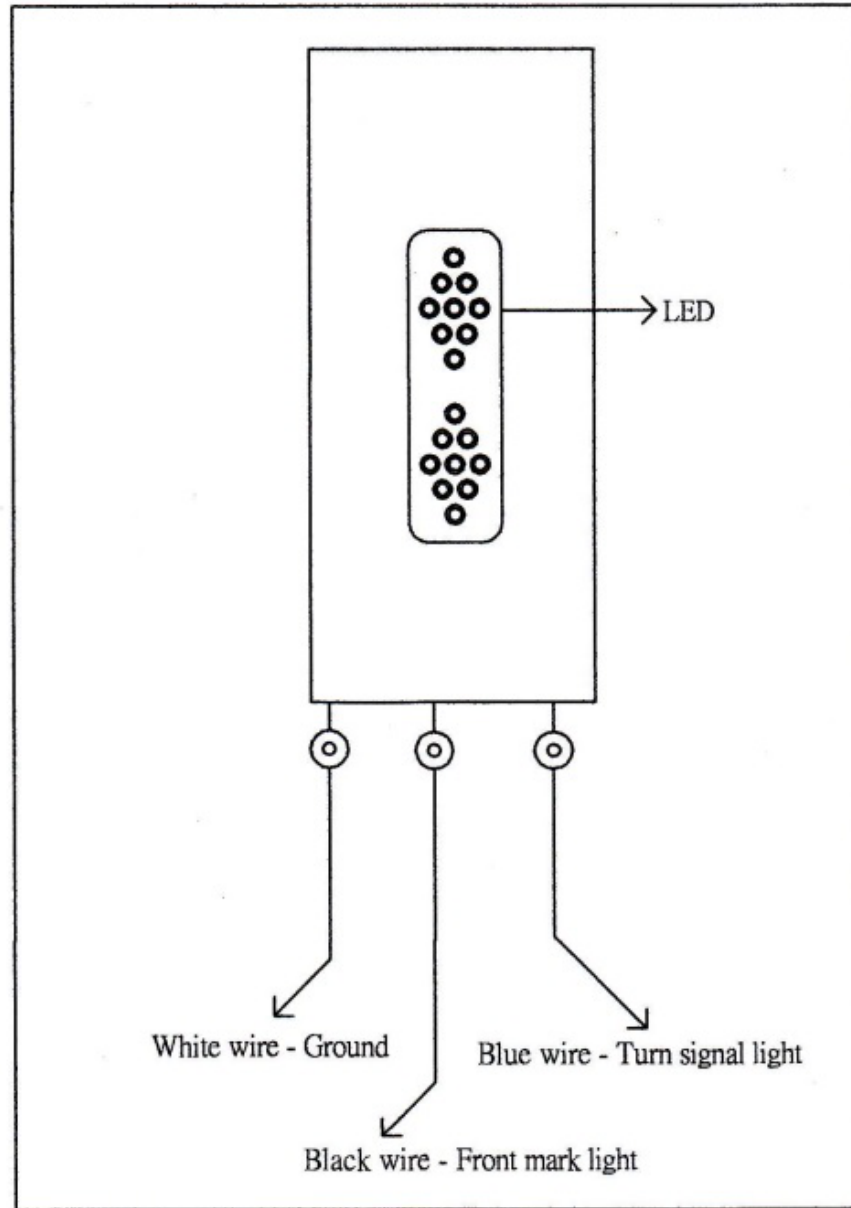 LED
White wire - Ground
Blue wire - Turn signal light
Black wire - Front mark light